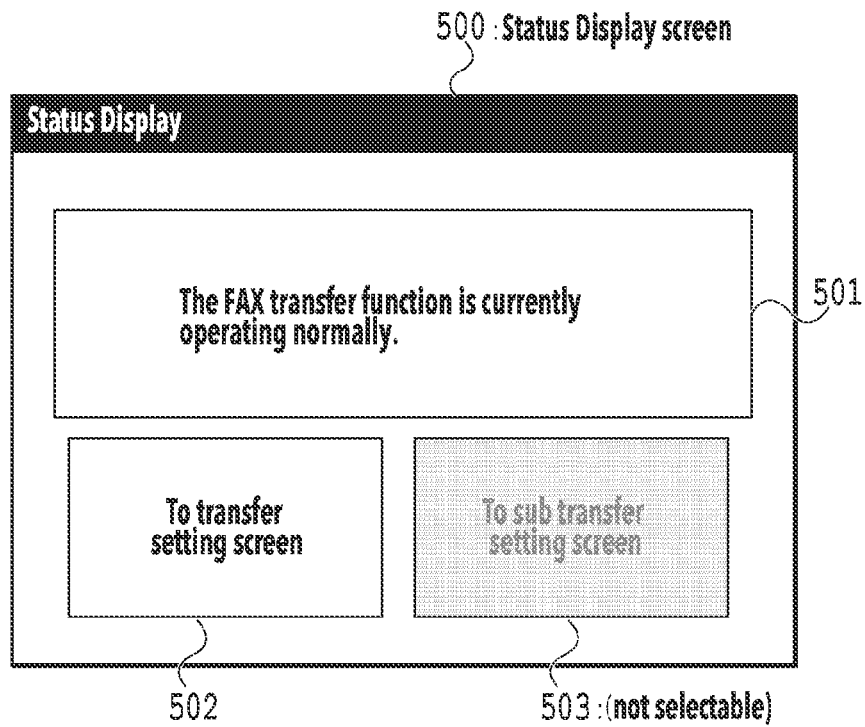 500 : Status Display screen
Status Display
The FAX transfer function is currently
operating normally.
501
To transfer
setting screen
To sub transfer
setting screen
502
503 : (not selectable)